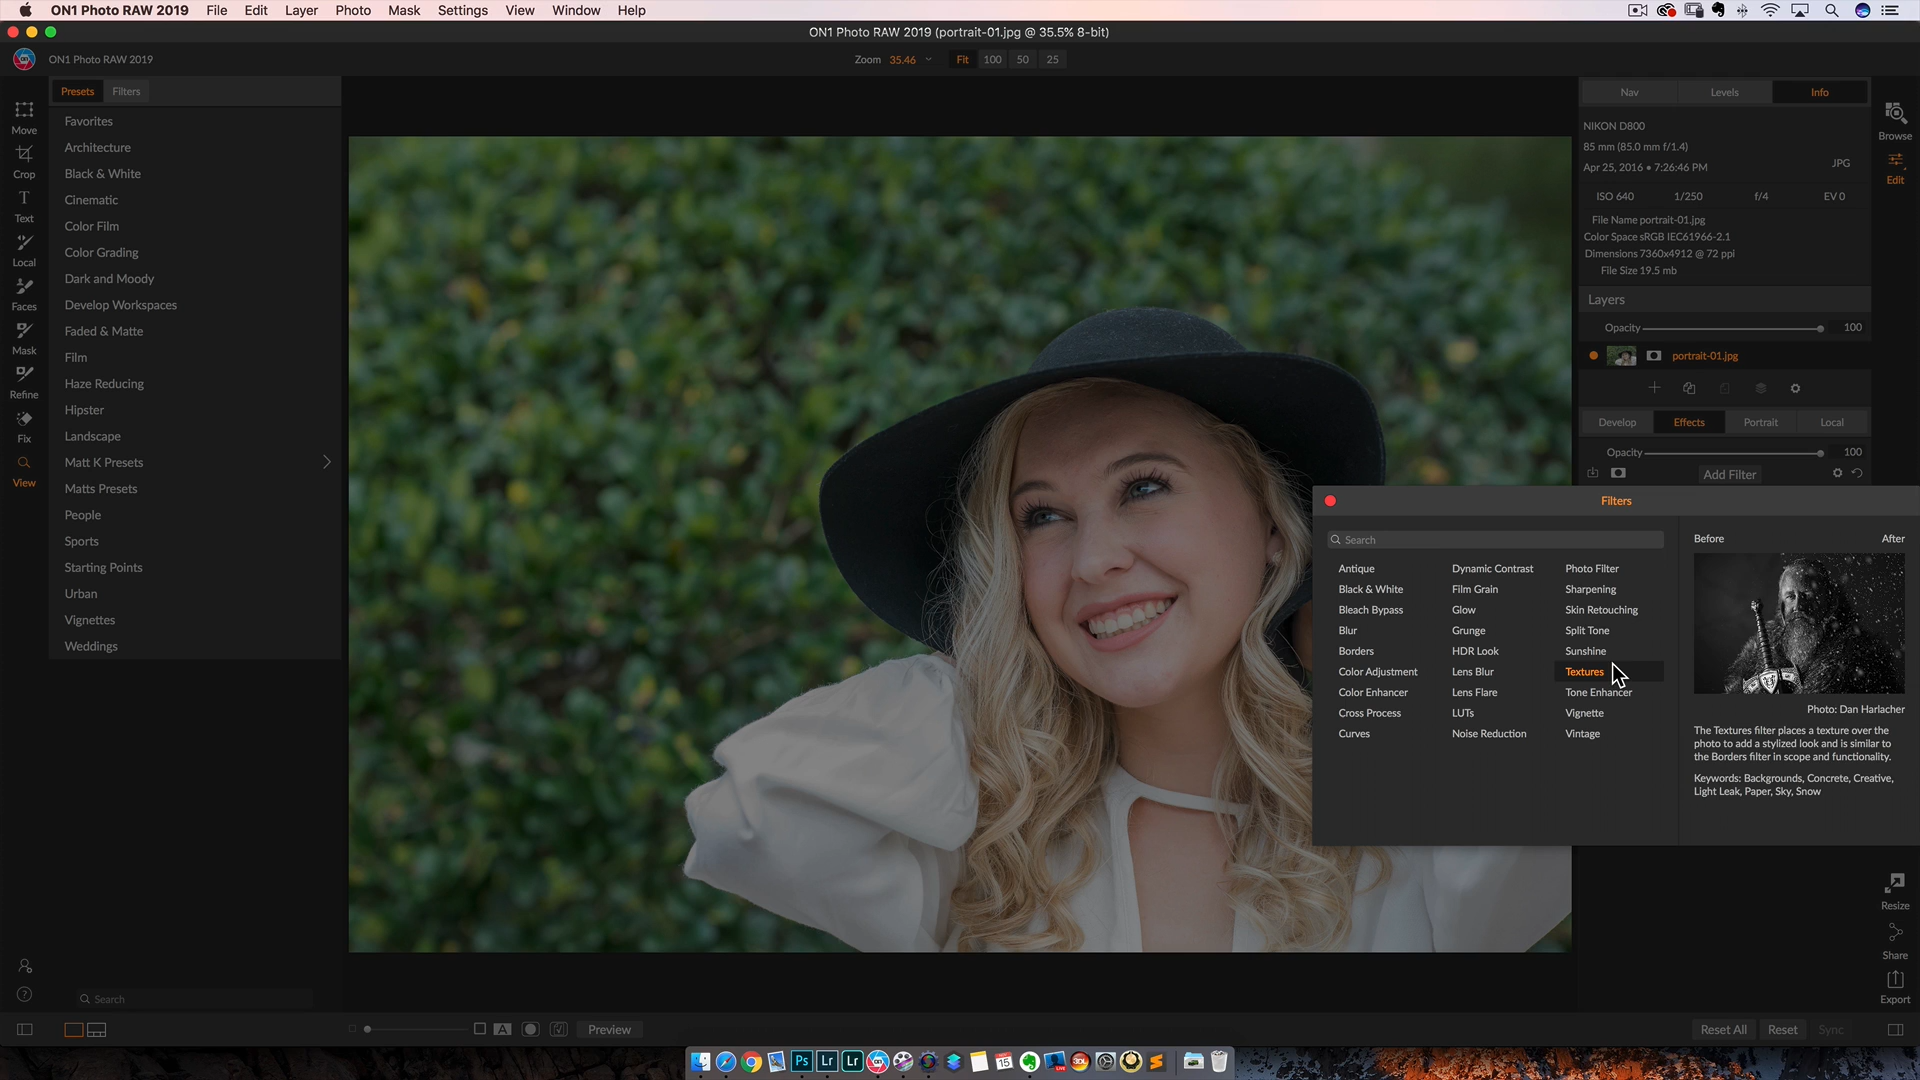 ON1 Photo RAW 2019 File Edit Layer Photo Mask Settings View Window Help
ON1 Photo RAW 2019 (portrait-01.jpg @ 35.5% 8-bit)
ON1 Photo RAW 2019
Zoom 35.46 Fit 100 50 25
Presets Filters
Move
Crop
Text
Local
Faces
Mask
Refine
Fix
View
Favorites
Architecture
Black & White
Cinematic
Color Film
Color Grading
Dark and Moody
Develop Workspaces
Faded & Matte
Film
Haze Reducing
Hipster
Landscape
Matt K Presets
Matts Presets
People
Sports
Starting Points
Urban
Vignettes
Weddings
Search
Nav Levels Info
NIKON D800
85 mm (85.0 mm f/1.4)
Apr 25, 2016 • 7:26:46 PM JPG
ISO 640 1/250 f/4 EV 0
File Name portrait-01.jpg
Color Space sRGB IEC61966-2.1
Dimensions 7360x4912 @ 72 ppi
File Size 19.5 mb
Layers
Opacity 100
portrait-01.jpg
Develop Effects Portrait Local
Opacity 100
Add Filter
Browse
Edit
Filters
Search
Antique
Black & White
Bleach Bypass
Blur
Borders
Color Adjustment
Color Enhancer
Cross Process
Curves
Dynamic Contrast
Film Grain
Glow
Grunge
HDR Look
Lens Blur
Lens Flare
LUTs
Noise Reduction
Photo Filter
Sharpening
Skin Retouching
Split Tone
Sunshine
Textures
Tone Enhancer
Vignette
Vintage
Before After
Photo: Dan Harlacher
The Textures filter places a texture over the
photo to add a stylized look and is similar to
the Borders filter in scope and functionality.
Keywords: Backgrounds, Concrete, Creative,
Light Leak, Paper, Sky, Snow
Resize
Share
Export
A Preview
Reset All Reset Sync
Ps Lr Lr 15